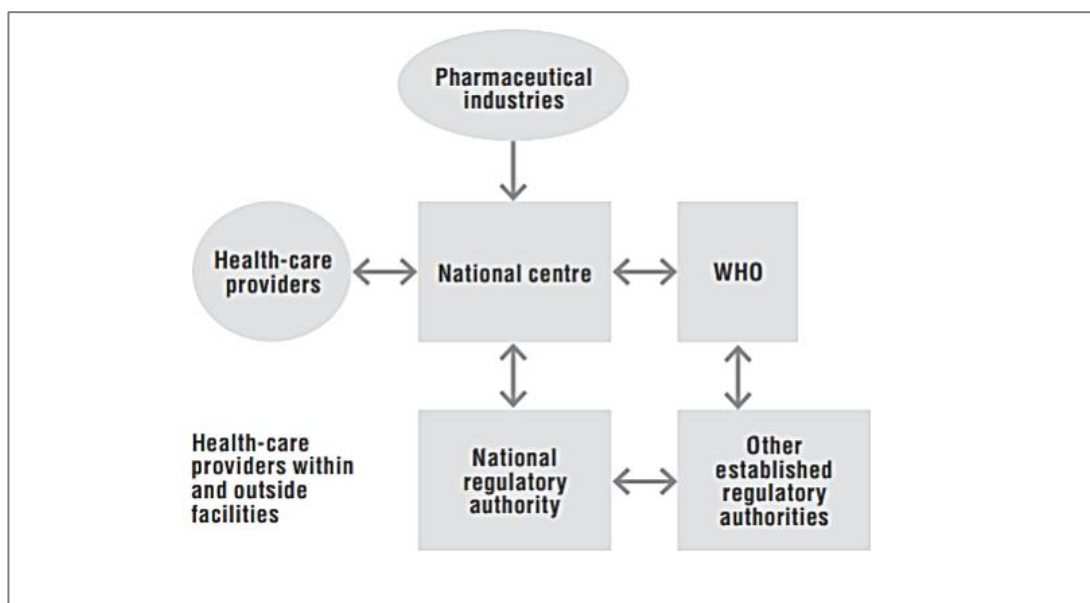 Pharmaceutical
industries
Health-care
providers
National centre
WHO
Health-care
providers within
and outside
facilities
National
regulatory
authority
Other
established
regulatory
authorities